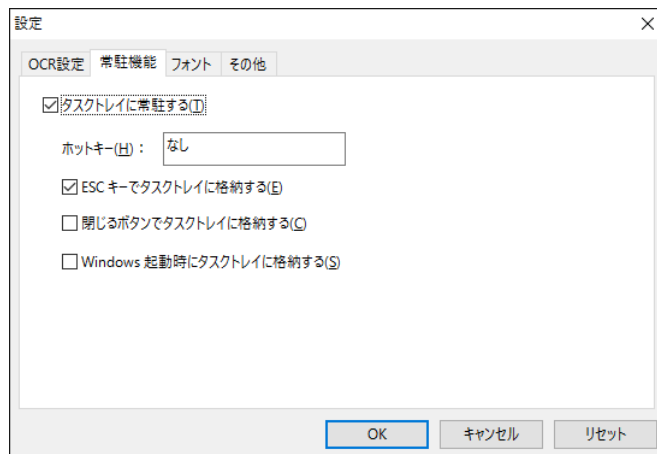 設定
OCR設定 常駐機能 フォント その他
タスクトレイに常駐する(T)
ホットキー(H)： なし
ESC キーでタスクトレイに格納する(E)
閉じるボタンでタスクトレイに格納する(C)
Windows 起動時にタスクトレイに格納する(S)
OK キャンセル リセット